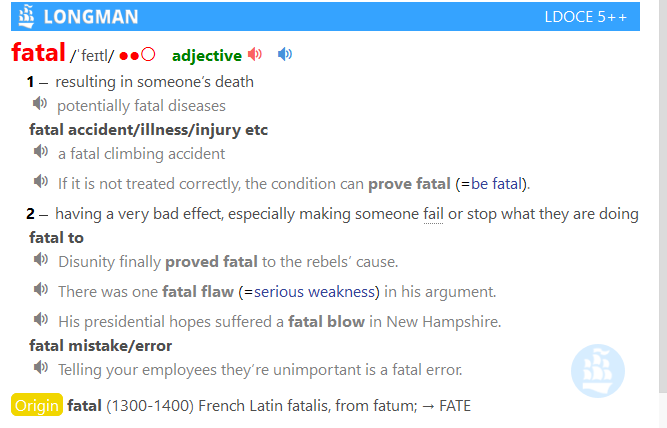 LONGMAN LDOCE 5++
fatal /ˈfeɪtl/ ●●○ adjective
1 – resulting in someone’s death
potentially fatal diseases
fatal accident/illness/injury etc
a fatal climbing accident
If it is not treated correctly, the condition can prove fatal (=be fatal).
2 – having a very bad effect, especially making someone fail or stop what they are doing
fatal to
Disunity finally proved fatal to the rebels’ cause.
There was one fatal flaw (=serious weakness) in his argument.
His presidential hopes suffered a fatal blow in New Hampshire.
fatal mistake/error
Telling your employees they’re unimportant is a fatal error.
Origin fatal (1300-1400) French Latin fatalis, from fatum; → FATE